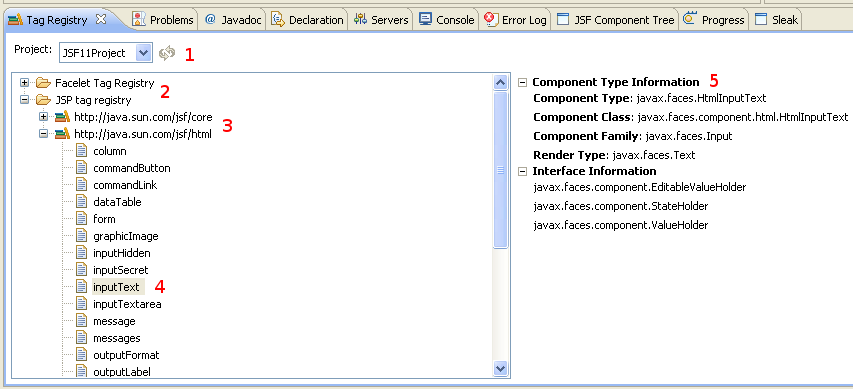 Tag Registry Problems @ Javadoc Declaration Servers Console Error Log JSF Component Tree Progress Sleak
Project: JSF11Project 1
Facelet Tag Registry
2
JSP tag registry
http://java.sun.com/jsf/core
http://java.sun.com/jsf/html 3
column
commandButton
commandLink
dataTable
form
graphicImage
inputHidden
inputSecret
inputText 4
inputTextarea
message
messages
outputFormat
outputLabel
Component Type Information 5
Component Type: javax.faces.HtmlInputText
Component Class: javax.faces.component.html.HtmlInputText
Component Family: javax.faces.Input
Render Type: javax.faces.Text
Interface Information
javax.faces.component.EditableValueHolder
javax.faces.component.StateHolder
javax.faces.component.ValueHolder